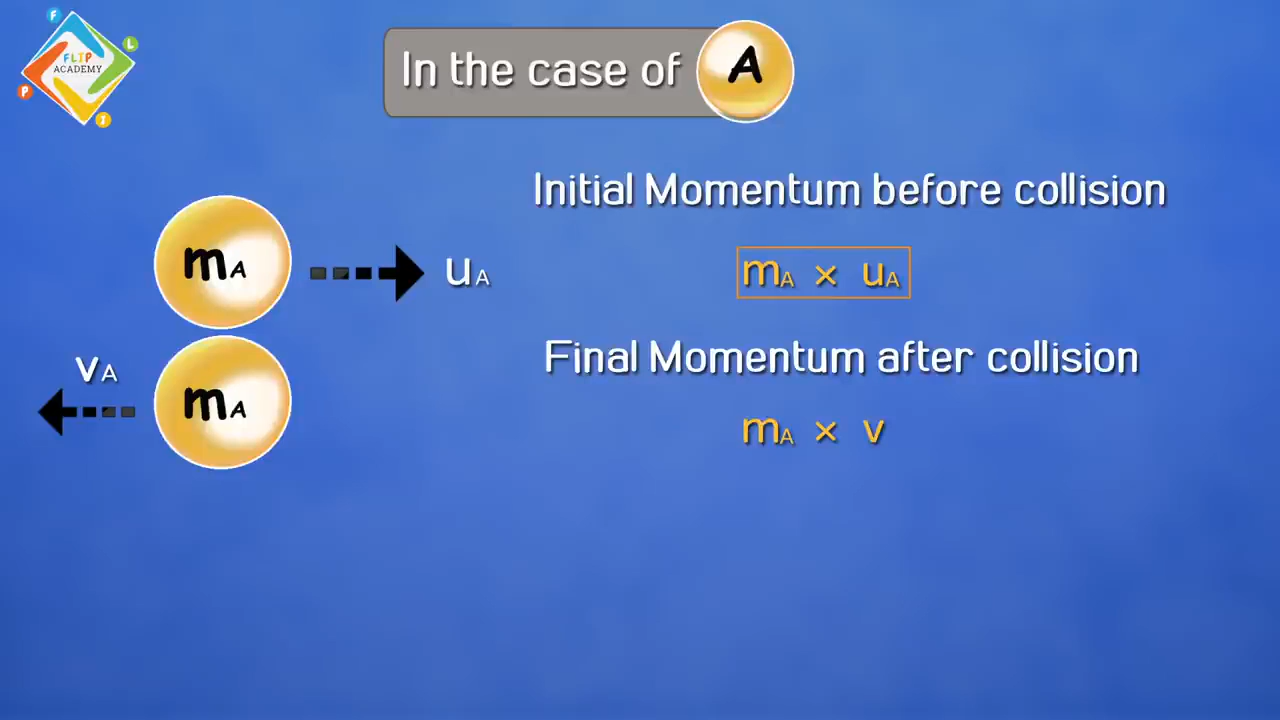 F
L
FLIP
ACADEMY
P
I
In the case of A
Initial Momentum before collision
mA
uA
mA × uA
Final Momentum after collision
vA
mA
mA × v